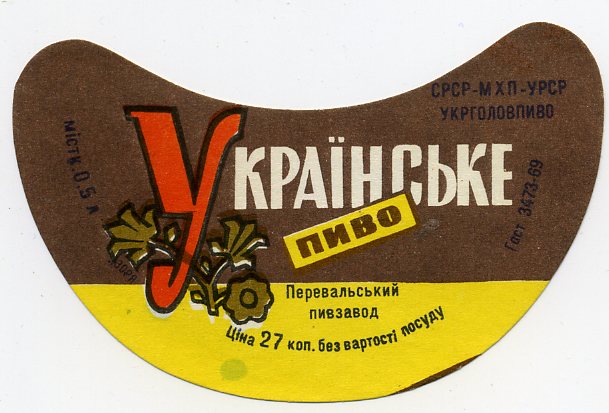 СРСР-МХП-УРСР
УКРГОЛОВПИВО
УКРАЇНСЬКЕ
ПИВО
містк. 0.5 л
Гост 3473-69
Перевальський
пивзавод
Ціна 27 коп. без вартості посуду